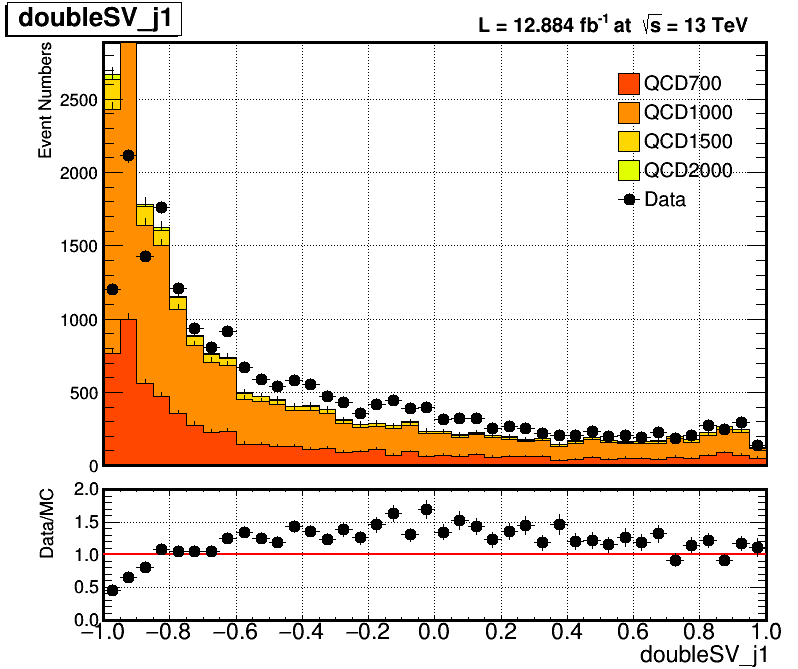 doubleSV_j1
L = 12.884 fb⁻¹ at √s = 13 TeV
Event Numbers
2500
2000
1500
1000
500
0
QCD700
QCD1000
QCD1500
QCD2000
Data
Data/MC
2.0
1.5
1.0
0.5
0.0
−1.0 −0.8 −0.6 −0.4 −0.2 0.0 0.2 0.4 0.6 0.8 1.0
doubleSV_j1